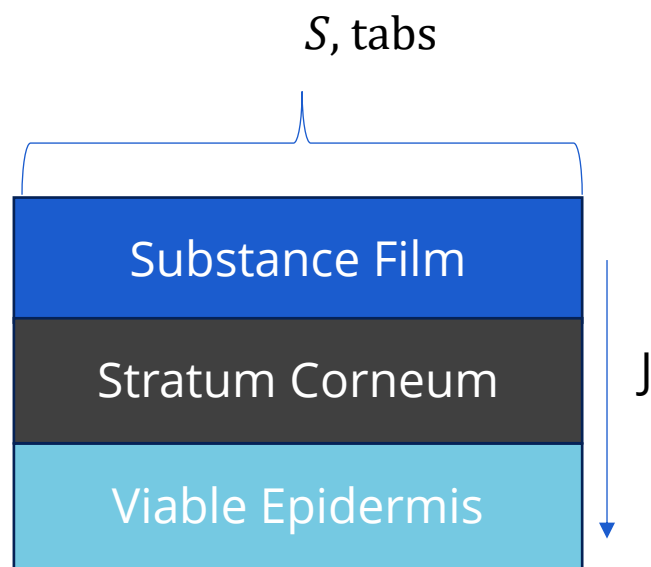 S, tabs
Substance Film
Stratum Corneum
J
Viable Epidermis